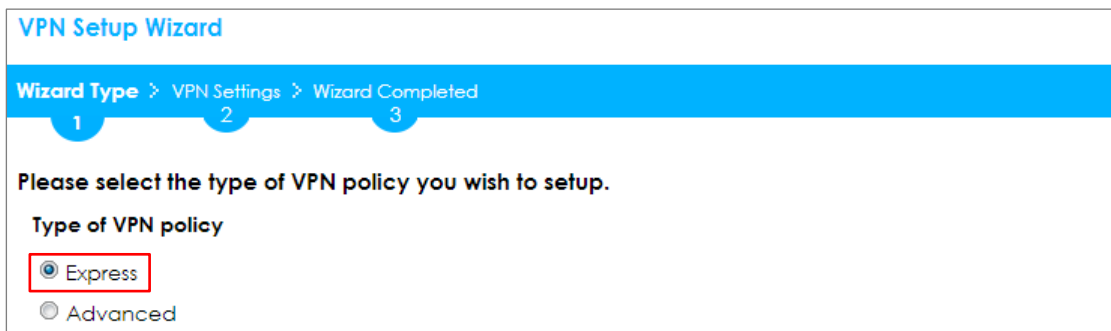 VPN Setup Wizard
Wizard Type > VPN Settings > Wizard Completed
1 2 3
Please select the type of VPN policy you wish to setup.
Type of VPN policy
Express
Advanced